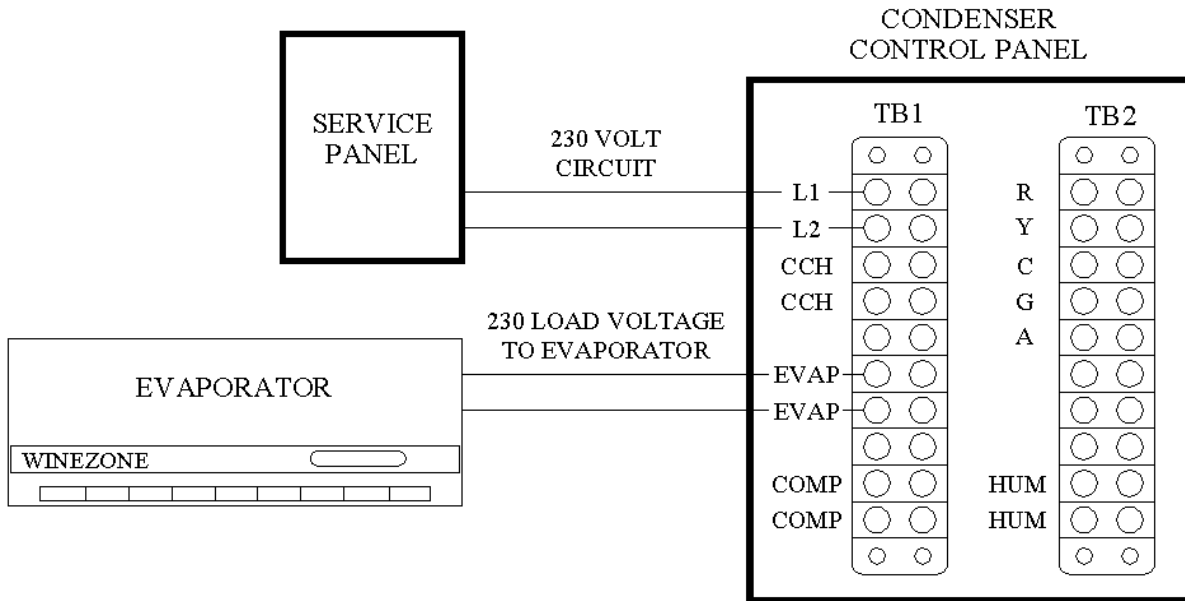 CONDENSER
CONTROL PANEL
SERVICE
PANEL
230 VOLT
CIRCUIT
TB1
TB2
L1
R
L2
Y
CCH
C
CCH
G
A
230 LOAD VOLTAGE
TO EVAPORATOR
EVAPORATOR
EVAP
EVAP
WINEZONE
COMP
HUM
COMP
HUM